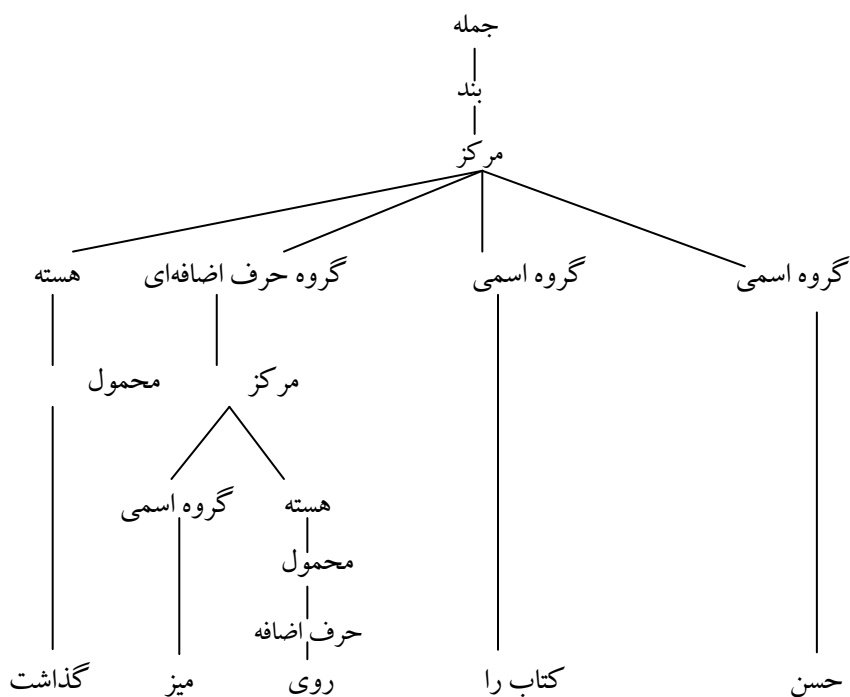 جمله
بند
مرکز
گروه اسمی گروه اسمی گروه حرف اضافه‌ای هسته
مرکز محمول
هسته گروه اسمی
محمول
حرف اضافه
حسن کتاب را روی میز گذاشت